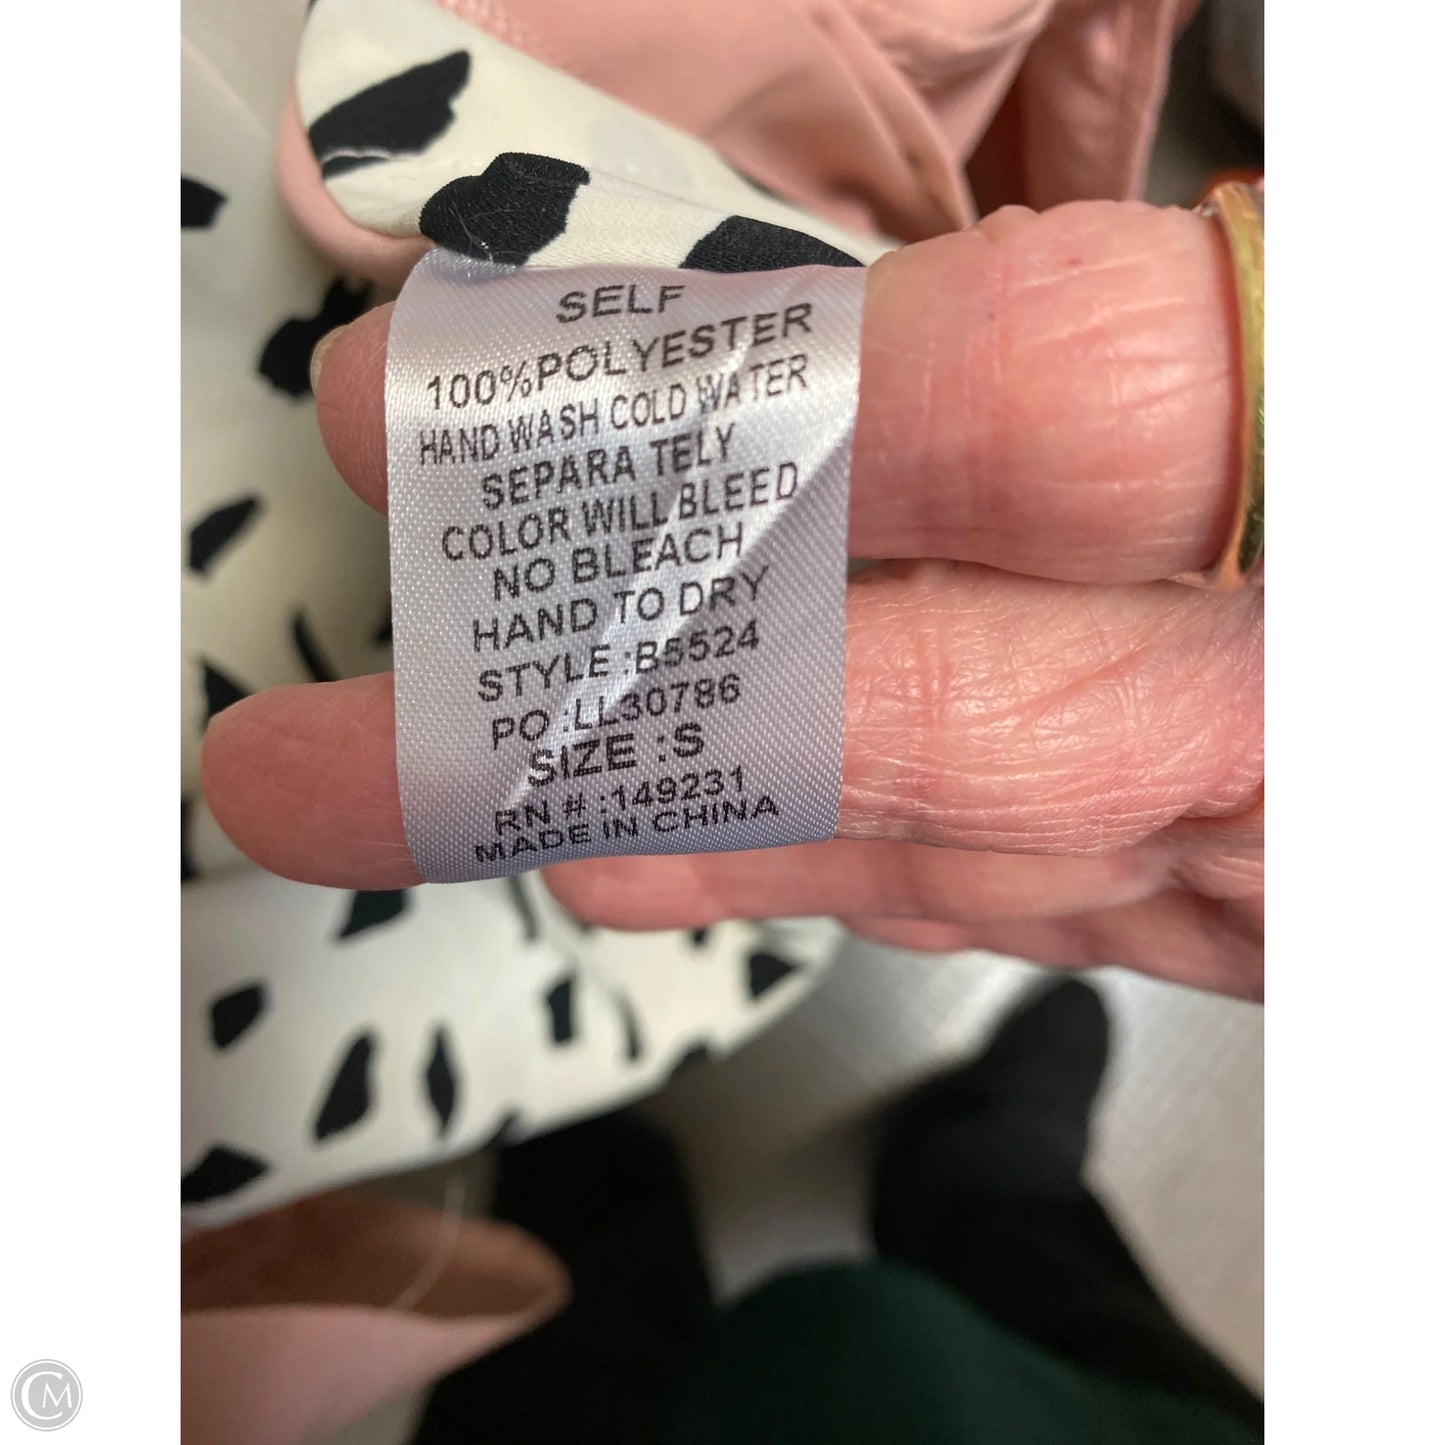 SELF
100%POLYESTER
HAND WASH COLD WATER
SEPARA TELY
COLOR WILL BLEED
NO BLEACH
HAND TO DRY
STYLE :B5524
PO :LL30786
SIZE :S
RN # :149231
MADE IN CHINA
CM